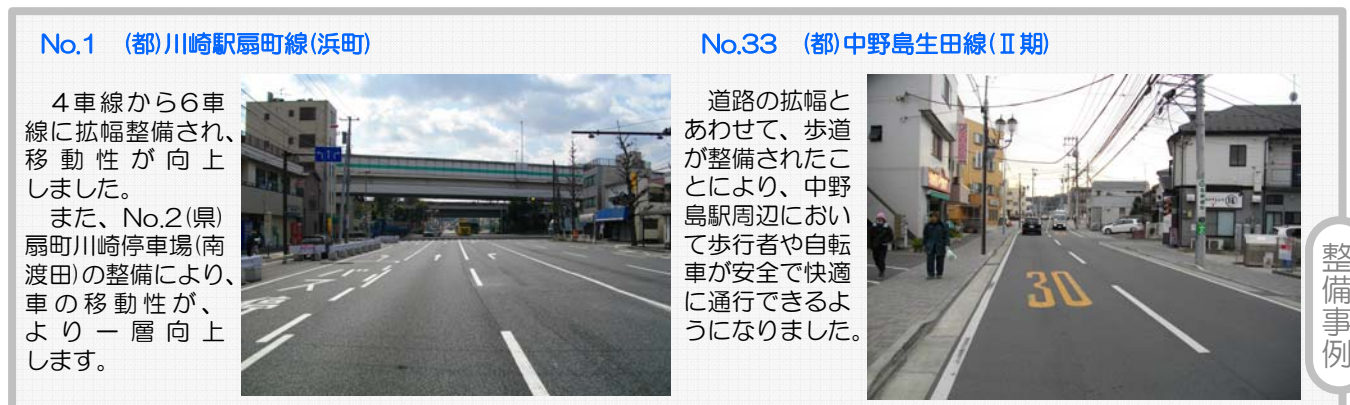 No.1 (都)川崎駅扇町線(浜町)
4車線から6車
線に拡幅整備され、
移動性が向上
しました。
また、No.2(県)
扇町川崎停車場(南
渡田)の整備により、
車の移動性が、
より一層向上
します。
No.33 (都)中野島生田線(Ⅱ期)
道路の拡幅と
あわせて、歩道
が整備されたこ
とにより、中野
島駅周辺におい
て歩行者や自転
車が安全で快適
に通行できるよ
うになりました。
30
整備事例